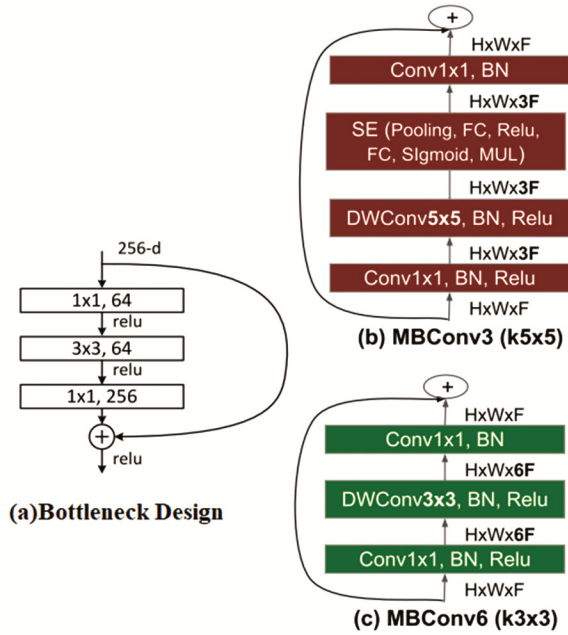 256-d
1x1, 64
relu
3x3, 64
relu
1x1, 256
+
relu
(a)Bottleneck Design
+
HxWxF
Conv1x1, BN
HxWx3F
SE (Pooling, FC, Relu,
FC, SIgmoid, MUL)
HxWx3F
DWConv5x5, BN, Relu
HxWx3F
Conv1x1, BN, Relu
HxWxF
(b) MBConv3 (k5x5)
+
HxWxF
Conv1x1, BN
HxWx6F
DWConv3x3, BN, Relu
HxWx6F
Conv1x1, BN, Relu
HxWxF
(c) MBConv6 (k3x3)